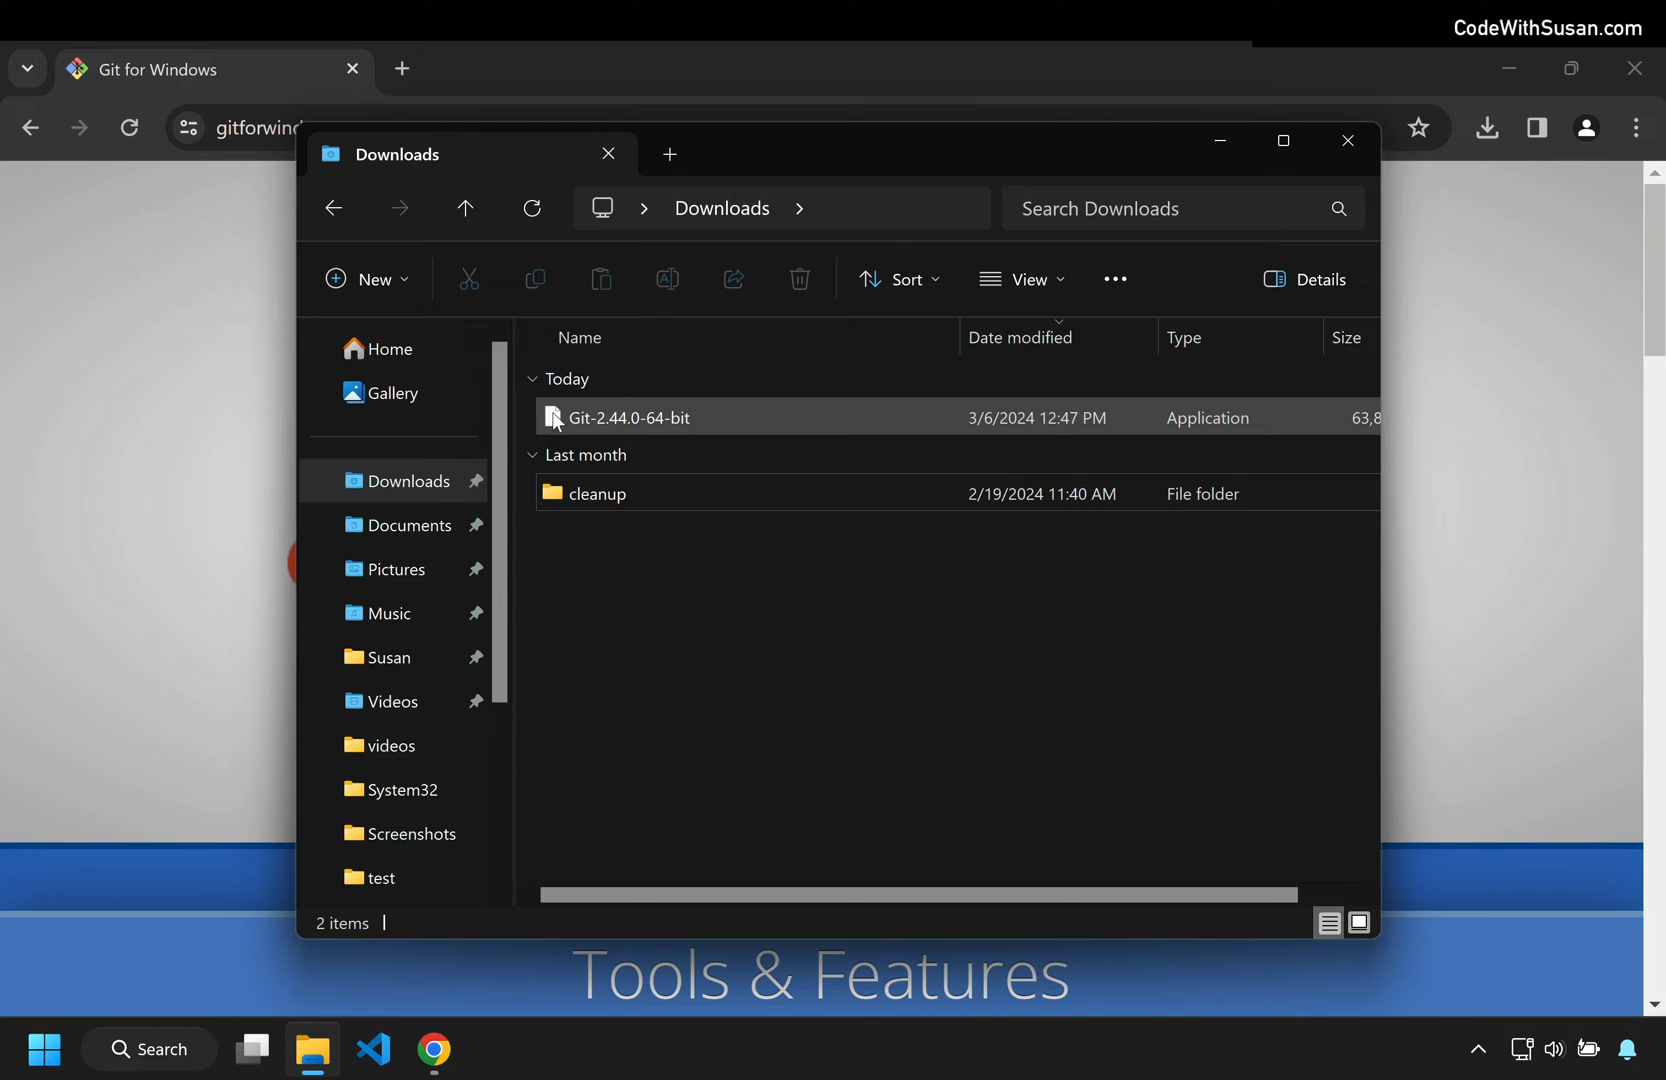 CodeWithSusan.com
Git for Windows
gitforwind
Downloads
Downloads
Search Downloads
New
Sort
View
Details
Name Date modified Type Size
Home
Gallery
Downloads
Documents
Pictures
Music
Susan
Videos
videos
System32
Screenshots
test
Today
Git-2.44.0-64-bit 3/6/2024 12:47 PM Application 63,8
Last month
cleanup 2/19/2024 11:40 AM File folder
2 items
Tools & Features
Search